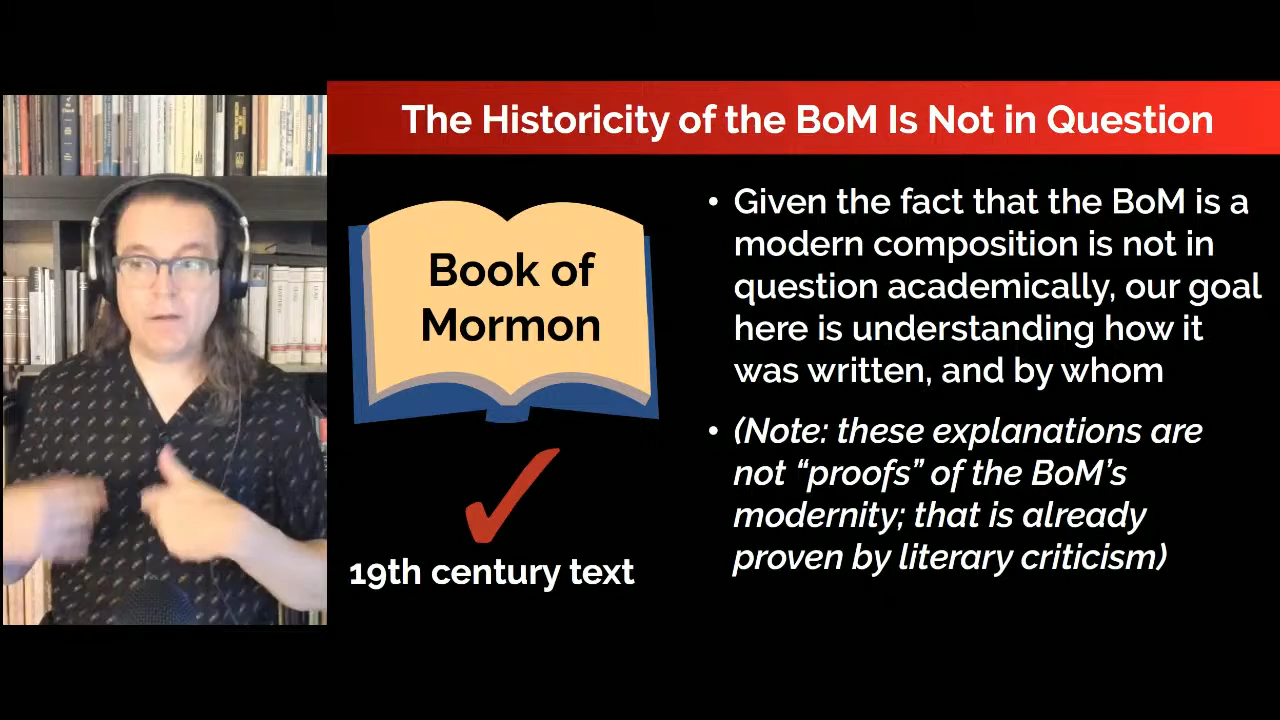 The Historicity of the BoM Is Not in Question
Book of
Mormon
19th century text
• Given the fact that the BoM is a
modern composition is not in
question academically, our goal
here is understanding how it
was written, and by whom
• (Note: these explanations are
not “proofs” of the BoM’s
modernity; that is already
proven by literary criticism)